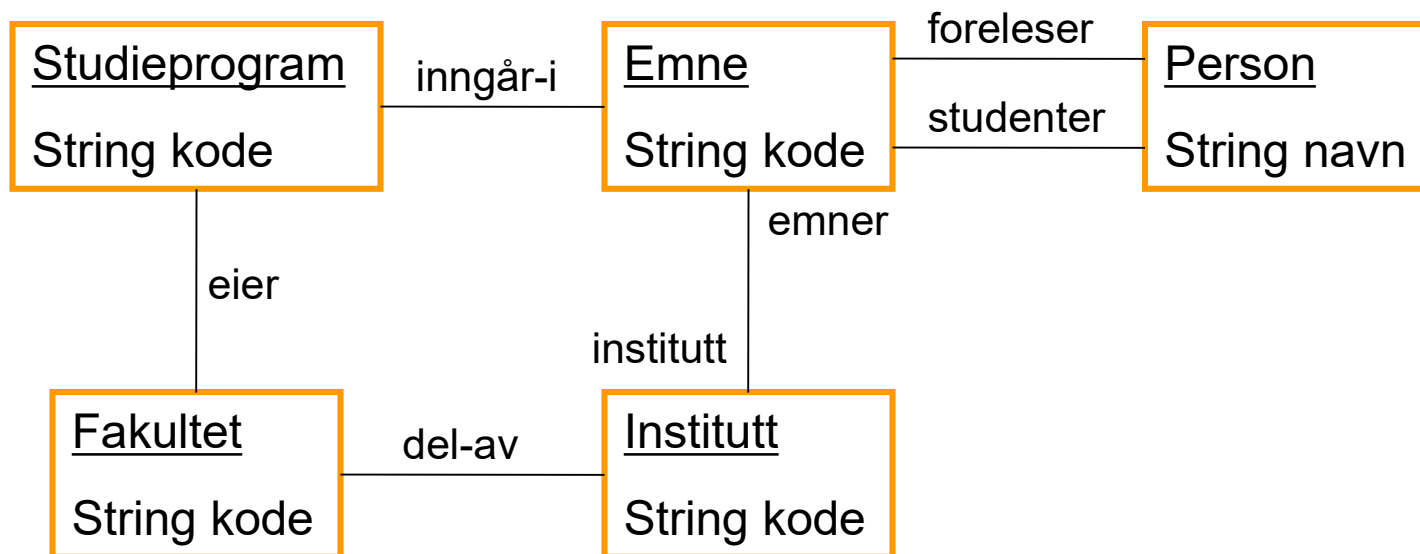 Studieprogram
String kode
inngår-i
Emne
String kode
foreleser
studenter
Person
String navn
eier
emner
institutt
Fakultet
String kode
del-av
Institutt
String kode